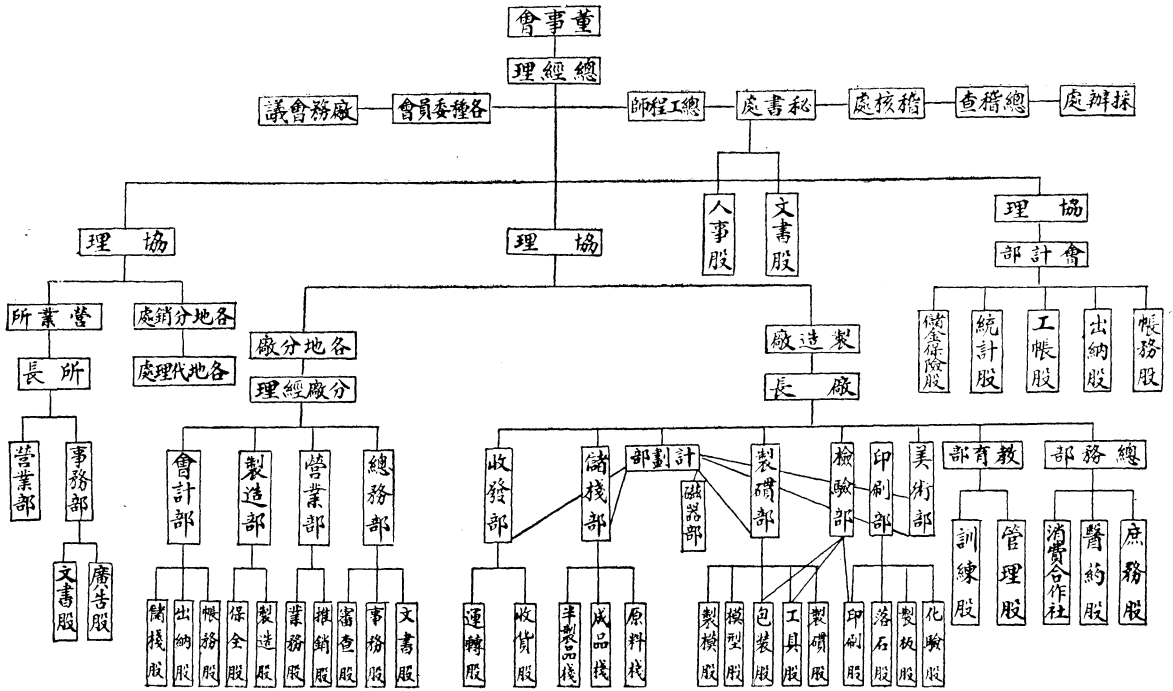 董事會
總經理
採辦處
總稽查
稽核處
秘書處
總工程師
各種委員會
廠務會議
文書股
人事股
協理
協理
協理
會計部
帳務股
出納股
工帳股
統計股
儲金保險股
製造廠
廠長
各地分廠
分廠經理
各地分銷處
各地代理處
營業所
所長
事務部
營業部
廣告股
文書股
總務部
教育部
美術部
印刷部
檢驗部
計劃部
磁器部
儲棧部
收發部
總務部
營業部
製造部
會計部
庶務股
醫約股
消費合作社
管理股
訓練股
化驗股
製板股
落石股
印刷股
工具股
包裝股
模型股
製模股
原料棧
成品棧
半製品棧
收貨股
運轉股
文書股
事務股
審查股
推銷股
業務股
製造股
保全股
帳務股
出納股
儲棧股